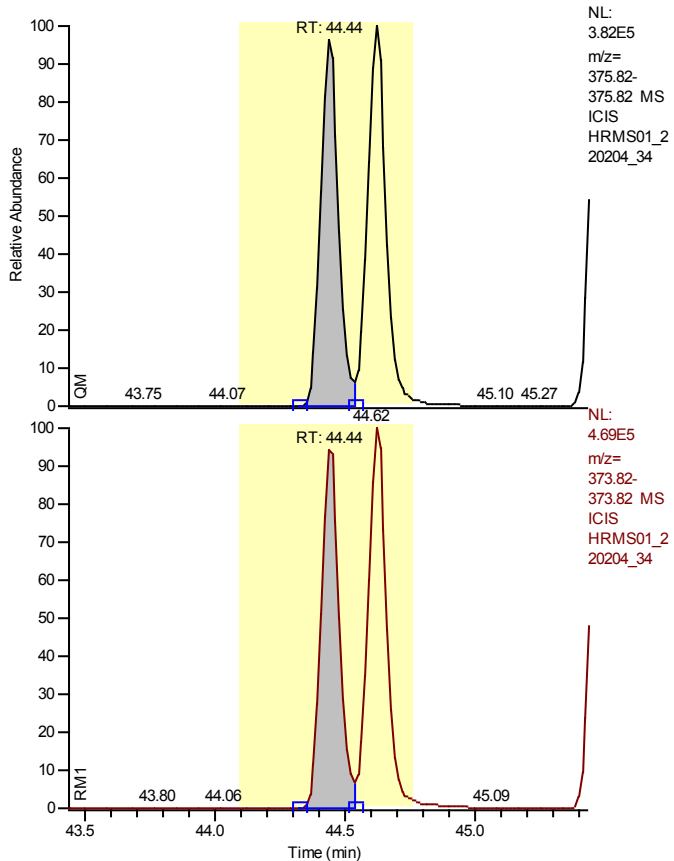 NL:
3.82E5
m/z=
375.82-
375.82 MS
ICIS
HRMS01_2
20204_34
RT: 44.44
100
90
80
70
60
50
40
30
20
10
0
Relative Abundance
QM
43.75
44.07
45.10
45.27
NL:
4.69E5
m/z=
373.82-
373.82 MS
ICIS
HRMS01_2
20204_34
44.62
RT: 44.44
100
90
80
70
60
50
40
30
20
10
0
RM1
43.80
44.06
45.09
43.5
44.0
44.5
45.0
Time (min)